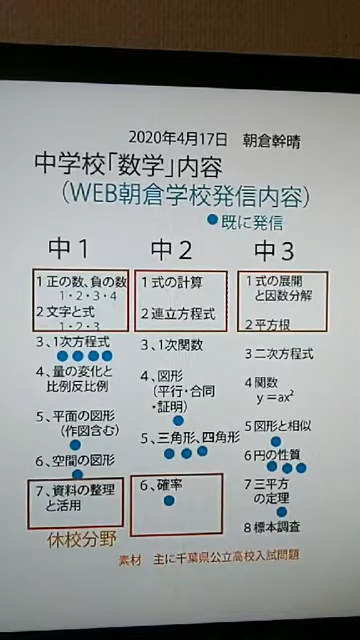 2020年4月17日 朝倉幹晴
中学校「数学」内容
(WEB朝倉学校発信内容)
●既に発信
中1 中2 中3
1 正の数、負の数
1・2・3・4
2 文字と式
1・2・3
3、1次方程式
4、量の変化と
比例反比例
5、平面の図形
(作図含む)
6、空間の図形
7、資料の整理
と活用
休校分野
1 式の計算
2 連立方程式
3、1次関数
4、図形
(平行・合同
・証明)
5、三角形、四角形
6、確率
1 式の展開
と因数分解
2 平方根
3 二次方程式
4 関数
y=ax²
5 図形と相似
6 円の性質
7 三平方
の定理
8 標本調査
素材 主に千葉県公立高校入試問題